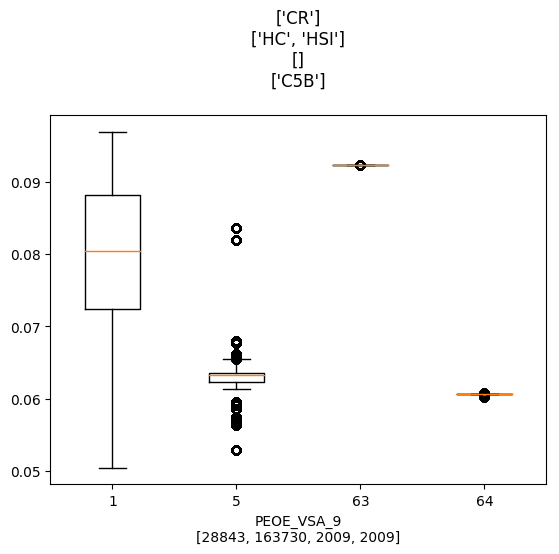 ['CR']
['HC', 'HSI']
[]
['C5B']
0.09
0.08
0.07
0.06
0.05
1 5 63 64
PEOE_VSA_9
[28843, 163730, 2009, 2009]